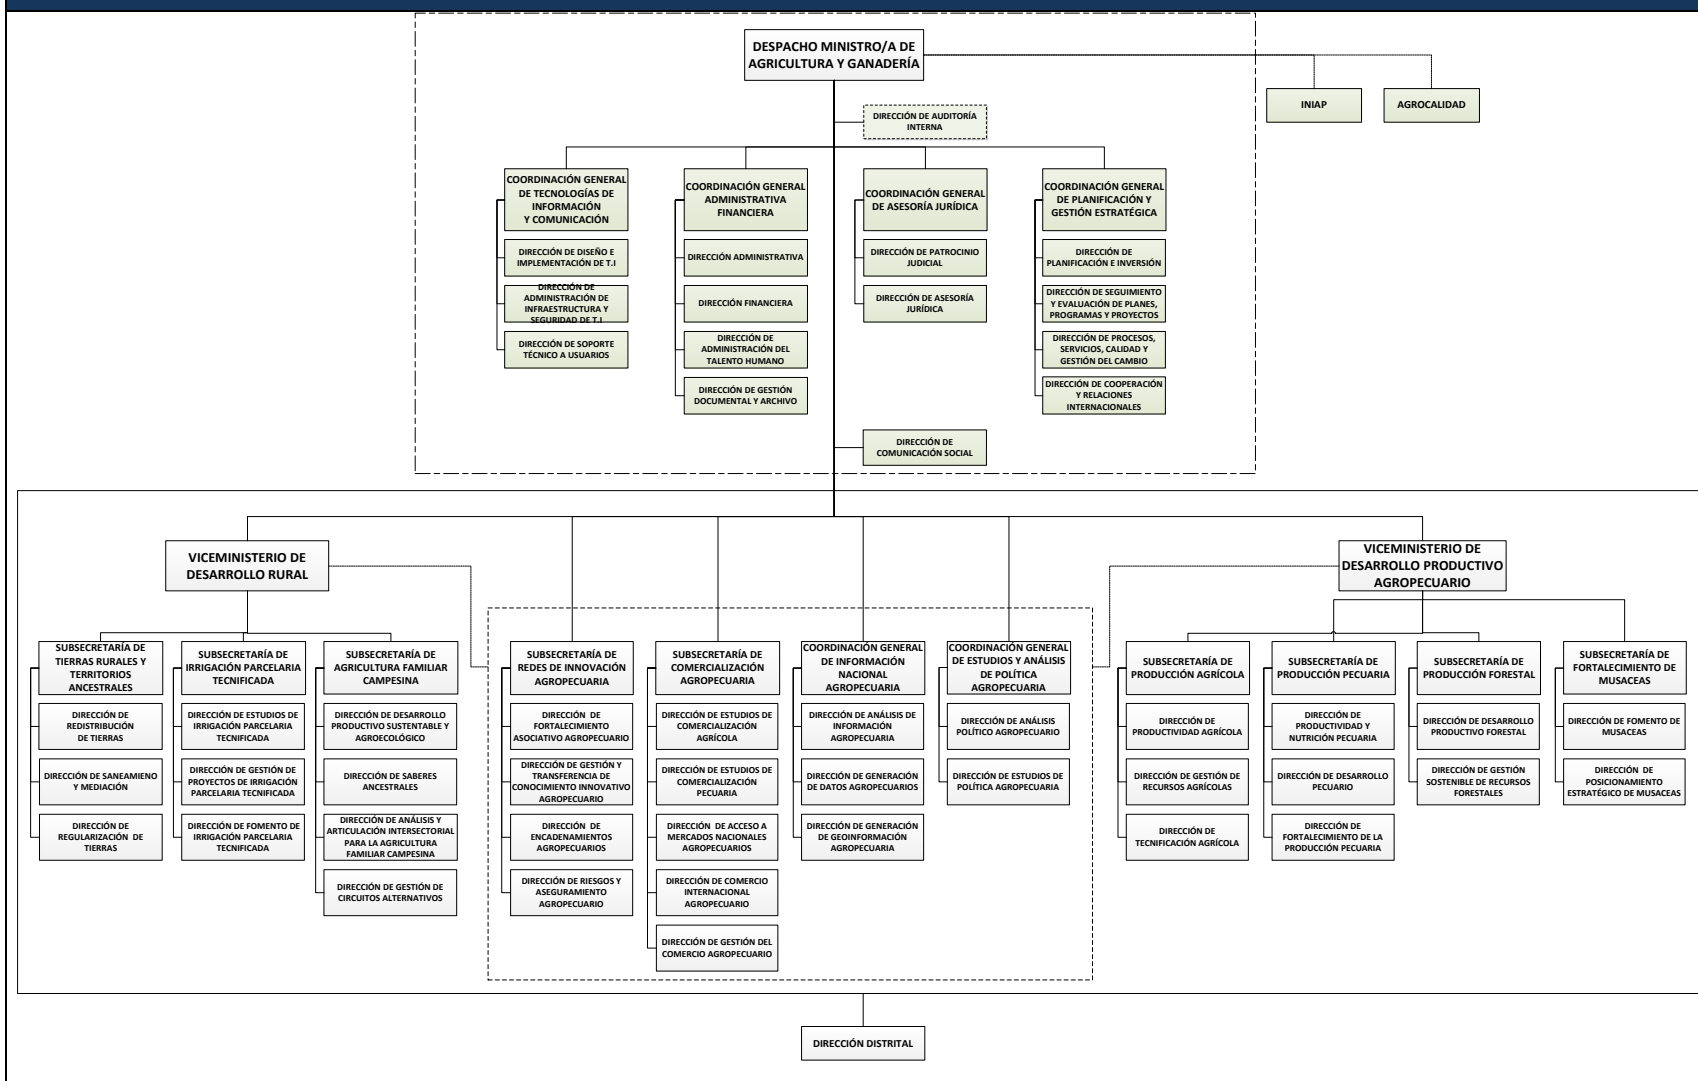 DESPACHO MINISTRO/A DE
AGRICULTURA Y GANADERÍA
INIAP
AGROCALIDAD
DIRECCIÓN DE AUDITORÍA
INTERNA
COORDINACIÓN GENERAL
DE TECNOLOGÍAS DE
INFORMACIÓN
Y COMUNICACIÓN
DIRECCIÓN DE DISEÑO E
IMPLEMENTACIÓN DE T.I
DIRECCIÓN DE
ADMINISTRACIÓN DE
INFRAESTRUCTURA Y
SEGURIDAD DE T.I
DIRECCIÓN DE SOPORTE
TÉCNICO A USUARIOS
COORDINACIÓN GENERAL
ADMINISTRATIVA
FINANCIERA
DIRECCIÓN ADMINISTRATIVA
DIRECCIÓN FINANCIERA
DIRECCIÓN DE
ADMINISTRACIÓN DEL
TALENTO HUMANO
DIRECCIÓN DE GESTIÓN
DOCUMENTAL Y ARCHIVO
COORDINACIÓN GENERAL
DE ASESORÍA JURÍDICA
DIRECCIÓN DE PATROCINIO
JUDICIAL
DIRECCIÓN DE ASESORÍA
JURÍDICA
COORDINACIÓN GENERAL
DE PLANIFICACIÓN Y
GESTIÓN ESTRATÉGICA
DIRECCIÓN DE
PLANIFICACIÓN E INVERSIÓN
DIRECCIÓN DE SEGUIMIENTO
Y EVALUACIÓN DE PLANES,
PROGRAMAS Y PROYECTOS
DIRECCIÓN DE PROCESOS,
SERVICIOS, CALIDAD Y
GESTIÓN DEL CAMBIO
DIRECCIÓN DE COOPERACIÓN
Y RELACIONES
INTERNACIONALES
DIRECCIÓN DE
COMUNICACIÓN SOCIAL
VICEMINISTERIO DE
DESARROLLO RURAL
VICEMINISTERIO DE
DESARROLLO PRODUCTIVO
AGROPECUARIO
SUBSECRETARÍA DE
TIERRAS RURALES Y
TERRITORIOS
ANCESTRALES
DIRECCIÓN DE
REDISTRIBUCIÓN
DE TIERRAS
DIRECCIÓN DE SANEAMIENO
Y MEDIACIÓN
DIRECCIÓN DE
REGULARIZACIÓN DE
TIERRAS
SUBSECRETARÍA DE
IRRIGACIÓN PARCELARIA
TECNIFICADA
DIRECCIÓN DE ESTUDIOS DE
IRRIGACIÓN PARCELARIA
TECNIFICADA
DIRECCIÓN DE GESTIÓN DE
PROYECTOS DE IRRIGACIÓN
PARCELARIA TECNIFICADA
DIRECCIÓN DE FOMENTO DE
IRRIGACIÓN PARCELARIA
TECNIFICADA
SUBSECRETARÍA DE
AGRICULTURA FAMILIAR
CAMPESINA
DIRECCIÓN DE DESARROLLO
PRODUCTIVO SUSTENTABLE Y
AGROECOLÓGICO
DIRECCIÓN DE SABERES
ANCESTRALES
DIRECCIÓN DE ANÁLISIS Y
ARTICULACIÓN INTERSECTORIAL
PARA LA AGRICULTURA
FAMILIAR CAMPESINA
DIRECCIÓN DE GESTIÓN DE
CIRCUITOS ALTERNATIVOS
SUBSECRETARÍA DE
REDES DE INNOVACIÓN
AGROPECUARIA
DIRECCIÓN DE
FORTALECIMIENTO
ASOCIATIVO AGROPECUARIO
DIRECCIÓN DE GESTIÓN Y
TRANSFERENCIA DE
CONOCIMIENTO INNOVATIVO
AGROPECUARIO
DIRECCIÓN DE
ENCADENAMIENTOS
AGROPECUARIOS
DIRECCIÓN DE RIESGOS Y
ASEGURAMIENTO
AGROPECUARIO
SUBSECRETARÍA DE
COMERCIALIZACIÓN
AGROPECUARIA
DIRECCIÓN DE ESTUDIOS DE
COMERCIALIZACIÓN
AGRÍCOLA
DIRECCIÓN DE ESTUDIOS DE
COMERCIALIZACIÓN
PECUARIA
DIRECCIÓN DE ACCESO A
MERCADOS NACIONALES
AGROPECUARIOS
DIRECCIÓN DE COMERCIO
INTERNACIONAL
AGROPECUARIO
DIRECCIÓN DE GESTIÓN DEL
COMERCIO AGROPECUARIO
COORDINACIÓN GENERAL
DE INFORMACIÓN
NACIONAL
AGROPECUARIA
DIRECCIÓN DE ANÁLISIS DE
INFORMACIÓN
AGROPECUARIA
DIRECCIÓN DE GENERACIÓN
DE DATOS AGROPECUARIOS
DIRECCIÓN DE GENERACIÓN
DE GEOINFORMACIÓN
AGROPECUARIA
COORDINACIÓN GENERAL
DE ESTUDIOS Y ANÁLISIS
DE POLÍTICA
AGROPECUARIA
DIRECCIÓN DE ANÁLISIS
POLÍTICO AGROPECUARIO
DIRECCIÓN DE ESTUDIOS DE
POLÍTICA AGROPECUARIA
SUBSECRETARÍA DE
PRODUCCIÓN AGRÍCOLA
DIRECCIÓN DE
PRODUCTIVIDAD AGRÍCOLA
DIRECCIÓN DE GESTIÓN DE
RECURSOS AGRÍCOLAS
DIRECCIÓN DE
TECNIFICACIÓN AGRÍCOLA
SUBSECRETARÍA DE
PRODUCCIÓN PECUARIA
DIRECCIÓN DE
PRODUCTIVIDAD Y
NUTRICIÓN PECUARIA
DIRECCIÓN DE DESARROLLO
PECUARIO
DIRECCIÓN DE
FORTALECIMIENTO DE LA
PRODUCCIÓN PECUARIA
SUBSECRETARÍA DE
PRODUCCIÓN FORESTAL
DIRECCIÓN DE DESARROLLO
PRODUCTIVO FORESTAL
DIRECCIÓN DE GESTIÓN
SOSTENIBLE DE RECURSOS
FORESTALES
SUBSECRETARÍA DE
FORTALECIMIENTO DE
MUSACEAS
DIRECCIÓN DE FOMENTO DE
MUSACEAS
DIRECCIÓN DE
POSICIONAMIENTO
ESTRATÉGICO DE MUSACEAS
DIRECCIÓN DISTRITAL